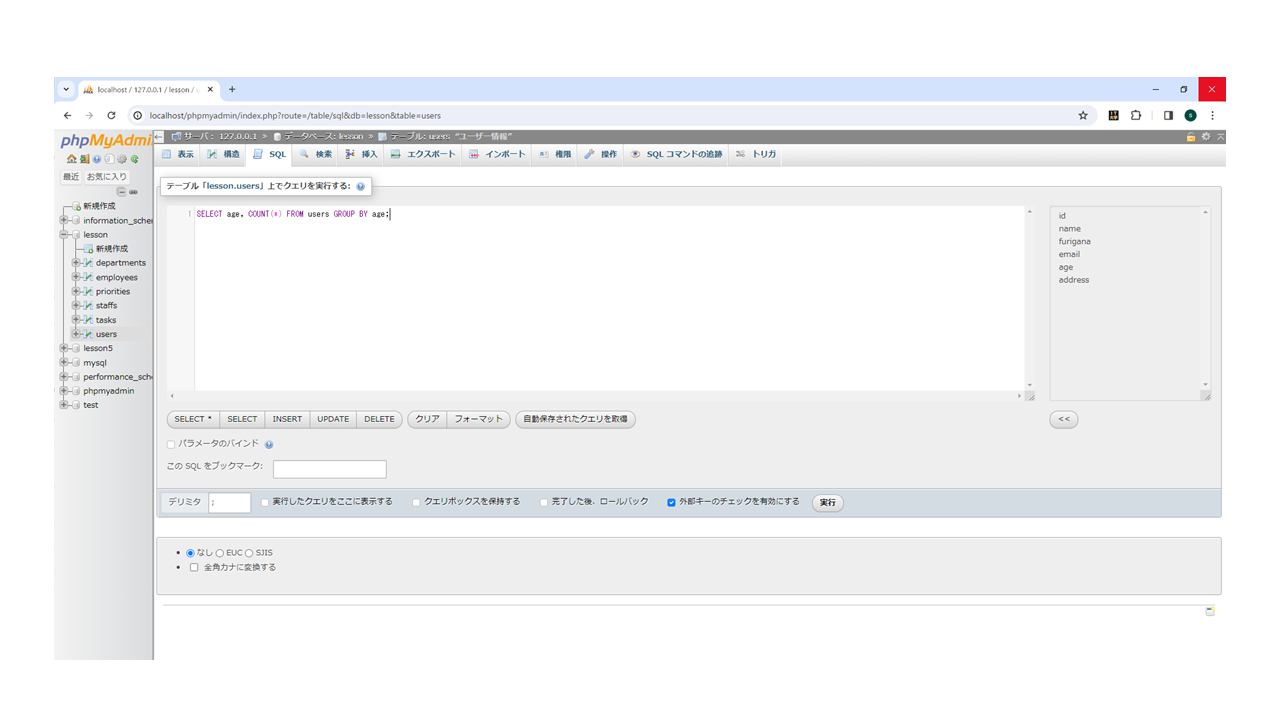 localhost / 127.0.0.1 / lesson / u
localhost/phpmyadmin/index.php?route=/table/sql&db=lesson&table=users
phpMyAdmi
サーバ: 127.0.0.1 » データベース: lesson » テーブル: users "ユーザー情報"
表示 構造 SQL 検索 挿入 エクスポート インポート 権限 操作 SQL コマンドの追跡 トリガ
最近 お気に入り
新規作成
information_scher
lesson
新規作成
departments
employees
priorities
staffs
tasks
users
lesson5
mysql
performance_sch
phpmyadmin
test
テーブル「lesson.users」上でクエリを実行する:
1 SELECT age, COUNT(*) FROM users GROUP BY age;
id
name
furigana
email
age
address
SELECT * SELECT INSERT UPDATE DELETE クリア フォーマット 自動保存されたクエリを取得 <<
パラメータのバインド
この SQL をブックマーク:
デリミタ ; 実行したクエリをここに表示する クエリボックスを保持する 完了した後、ロールバック 外部キーのチェックを有効にする 実行
なし EUC SJIS
全角カナに変換する